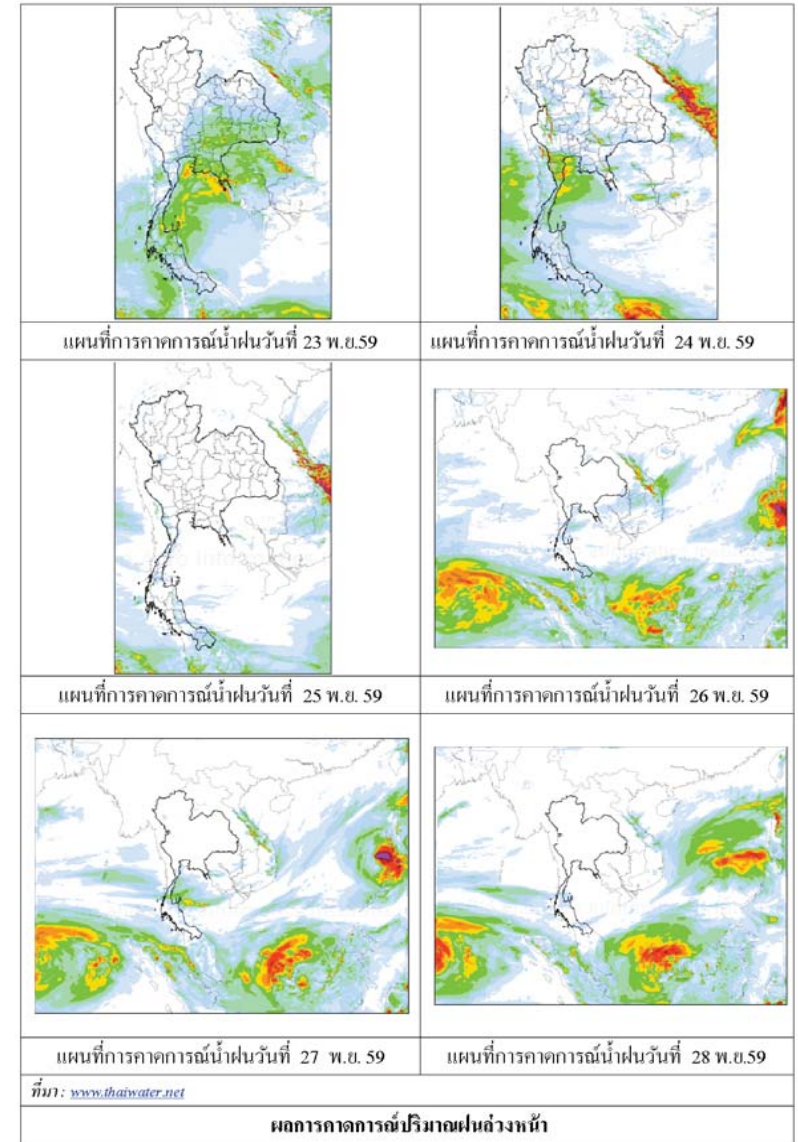 แผนที่การคาดการณ์น้ำฝนวันที่ 23 พ.ย.59
แผนที่การคาดการณ์น้ำฝนวันที่ 24 พ.ย. 59
แผนที่การคาดการณ์น้ำฝนวันที่ 25 พ.ย. 59
แผนที่การคาดการณ์น้ำฝนวันที่ 26 พ.ย. 59
แผนที่การคาดการณ์น้ำฝนวันที่ 27 พ.ย. 59
แผนที่การคาดการณ์น้ำฝนวันที่ 28 พ.ย.59
ที่มา : www.thaiwater.net
ผลการคาดการณ์ปริมาณฝนล่วงหน้า